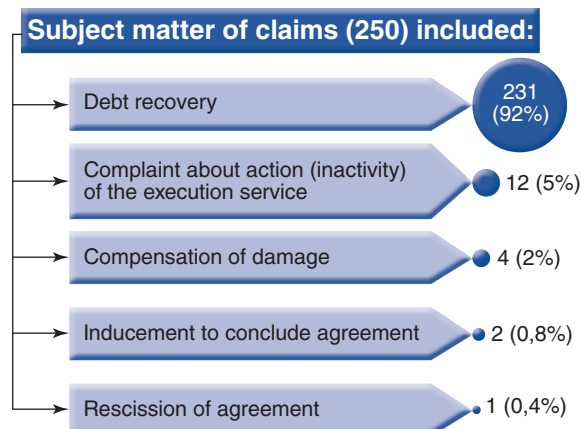 Subject matter of claims (250) included:
Debt recovery
231
(92%)
Complaint about action (inactivity)
of the execution service
12 (5%)
Compensation of damage
4 (2%)
Inducement to conclude agreement
2 (0,8%)
Rescission of agreement
1 (0,4%)